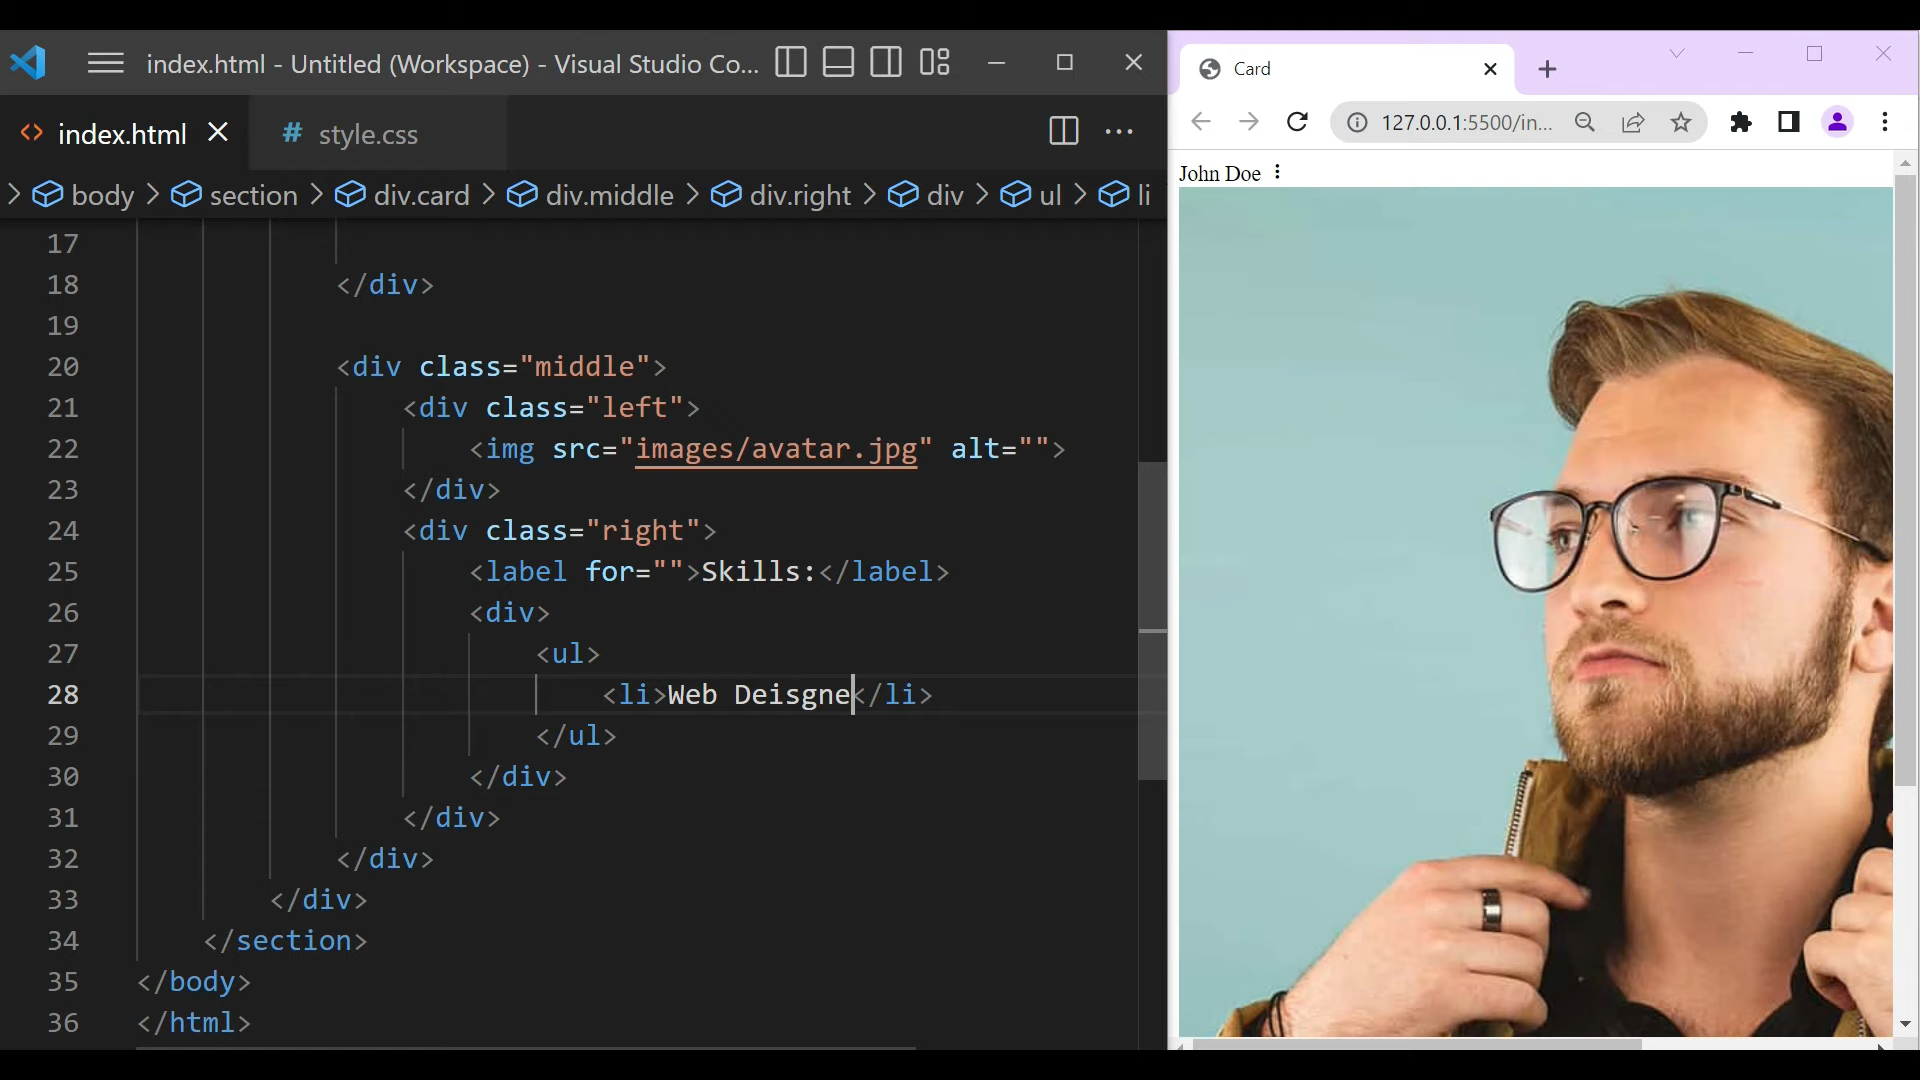 index.html - Untitled (Workspace) - Visual Studio Co...
index.html
# style.css
body > section > div.card > div.middle > div.right > div > ul > li
17
18 </div>
19
20 <div class="middle">
21 <div class="left">
22 <img src="images/avatar.jpg" alt="">
23 </div>
24 <div class="right">
25 <label for="">Skills:</label>
26 <div>
27 <ul>
28 <li>Web Deisgne</li>
29 </ul>
30 </div>
31 </div>
32 </div>
33 </div>
34 </section>
35 </body>
36 </html>
Card
127.0.0.1:5500/in...
John Doe